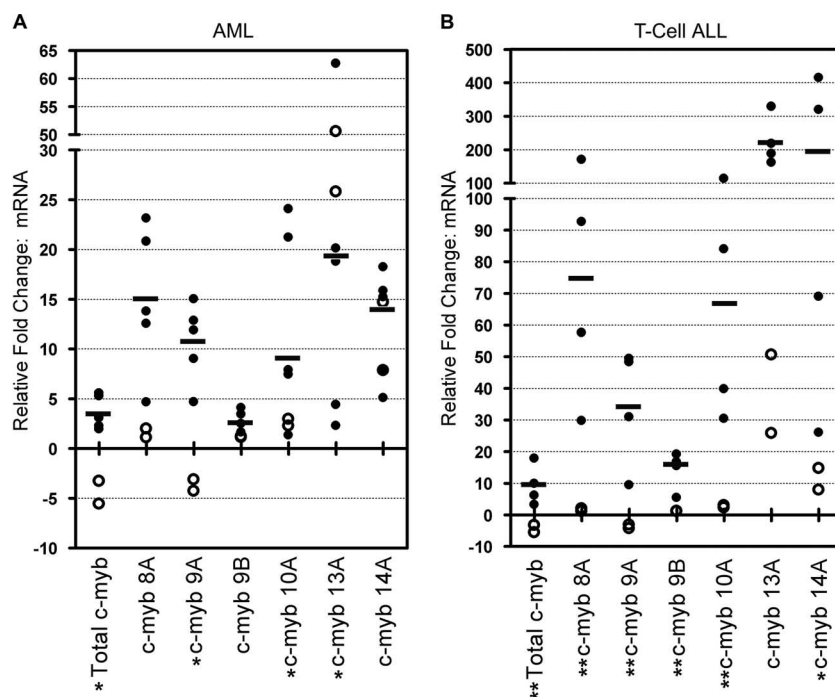 A
AML
Relative Fold Change: mRNA
65
60
55
50
30
25
20
15
10
5
0
-5
-10
* Total c-myb
c-myb 8A
*c-myb 9A
c-myb 9B
*c-myb 10A
*c-myb 13A
c-myb 14A
B
T-Cell ALL
Relative Fold Change: mRNA
500
400
300
200
100
100
90
80
70
60
50
40
30
20
10
0
-10
**Total c-myb
**c-myb 8A
**c-myb 9A
**c-myb 9B
**c-myb 10A
c-myb 13A
*c-myb 14A